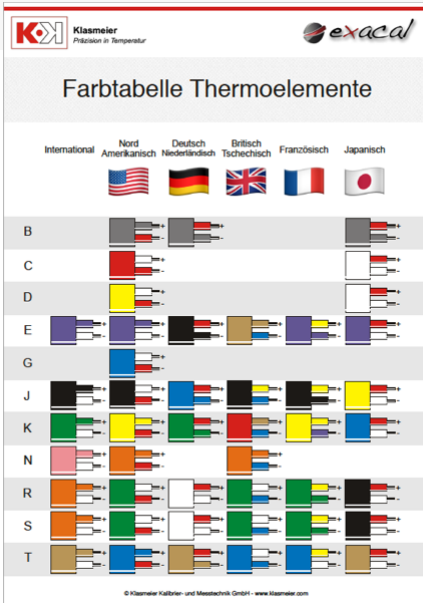 KK
Klasmeier
Präzision in Temperatur
exacal
Farbtabelle Thermoelemente
International
Nord
Amerikanisch
Deutsch
Niederländisch
Britisch
Tschechisch
Französisch
Japanisch
B + - + - + -
C + - + -
D + - + -
E + - + - + - + - + - + -
G + -
J + - + - + - + - + - + -
K + - + - + - + - + - + -
N + - + - + -
R + - + - + - + - + - + -
S + - + - + - + - + - + -
T + - + - + - + - + - + -
© Klasmeier Kalibrier- und Messtechnik GmbH - www.klasmeier.com